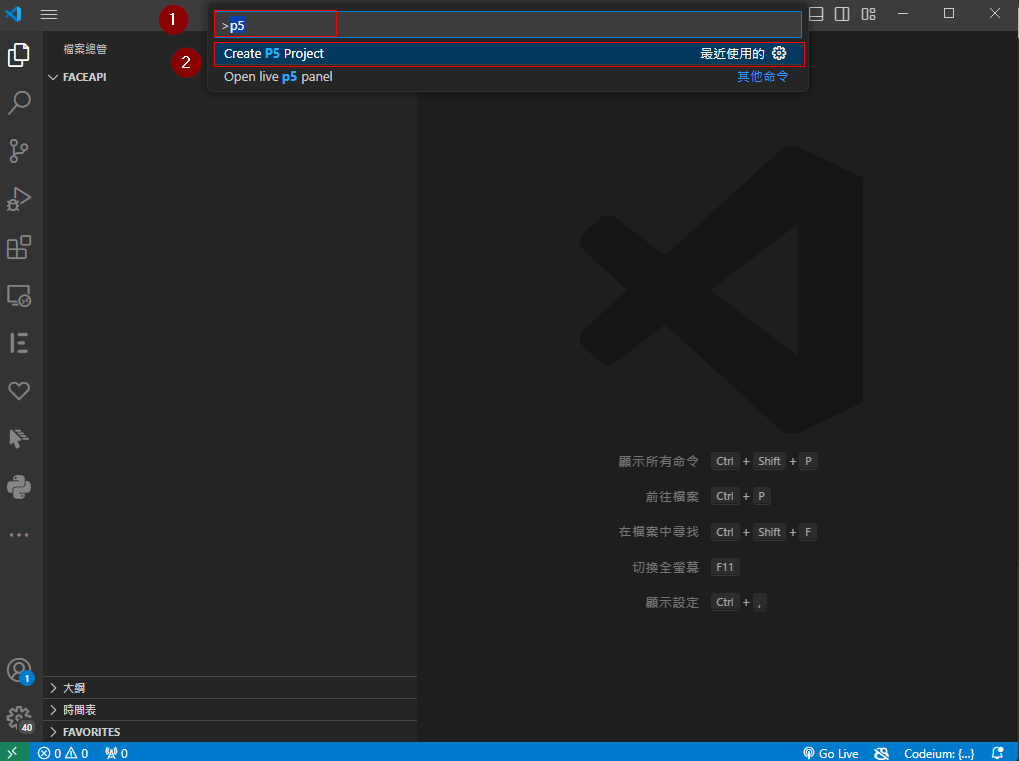 1
>p5
2
Create P5 Project 最近使用的
Open live p5 panel 其他命令
檔案總管
FACEAPI
顯示所有命令 Ctrl + Shift + P
前往檔案 Ctrl + P
在檔案中尋找 Ctrl + Shift + F
切換全螢幕 F11
顯示設定 Ctrl + ,
1
40
大綱
時間表
FAVORITES
0 0 0 Go Live Codeium: {...}